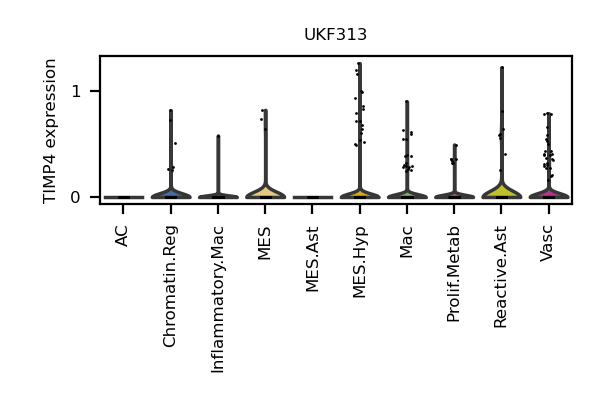 UKF313
TIMP4 expression
1
0
AC
Chromatin.Reg
Inflammatory.Mac
MES
MES.Ast
MES.Hyp
Mac
Prolif.Metab
Reactive.Ast
Vasc